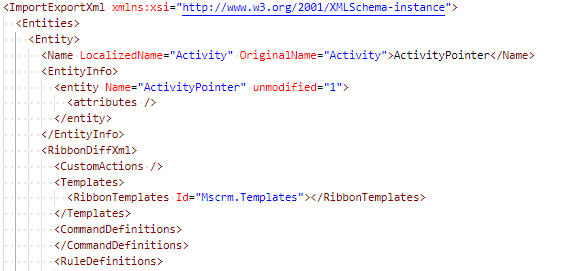 <ImportExportXml xmlns:xsi="http://www.w3.org/2001/XMLSchema-instance">
<Entities>
<Entity>
<Name LocalizedName="Activity" OriginalName="Activity">ActivityPointer</Name>
<EntityInfo>
<entity Name="ActivityPointer" unmodified="1">
<attributes />
</entity>
</EntityInfo>
<RibbonDiffXml>
<CustomActions />
<Templates>
<RibbonTemplates Id="Mscrm.Templates"></RibbonTemplates>
</Templates>
<CommandDefinitions>
</CommandDefinitions>
<RuleDefinitions>